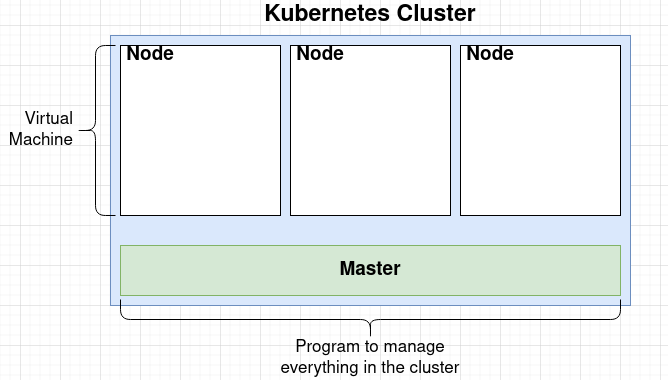 Kubernetes Cluster
Node
Node
Node
Virtual
Machine
Master
Program to manage
everything in the cluster